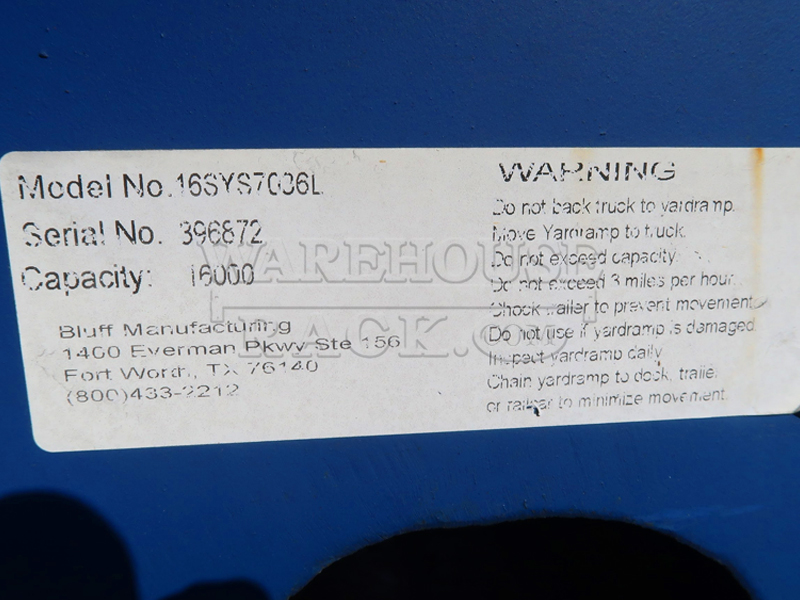 Model No. 16SYS7036L
Serial No. 396872
Capacity: 16000
Bluff Manufacturing
1400 Everman Pkwy Ste 156
Fort Worth, TX 76140
(800)433-2212
WARNING
Do not back truck to yardramp.
Move Yardramp to truck.
Do not exceed capacity.
Do not exceed 3 miles per hour.
Chock trailer to prevent movement
Do not use if yardramp is damaged
Inspect yardramp daily
Chain yardramp to dock, trailer
or railcar to minimize movement.
WAREHOUSE
RACK.CO